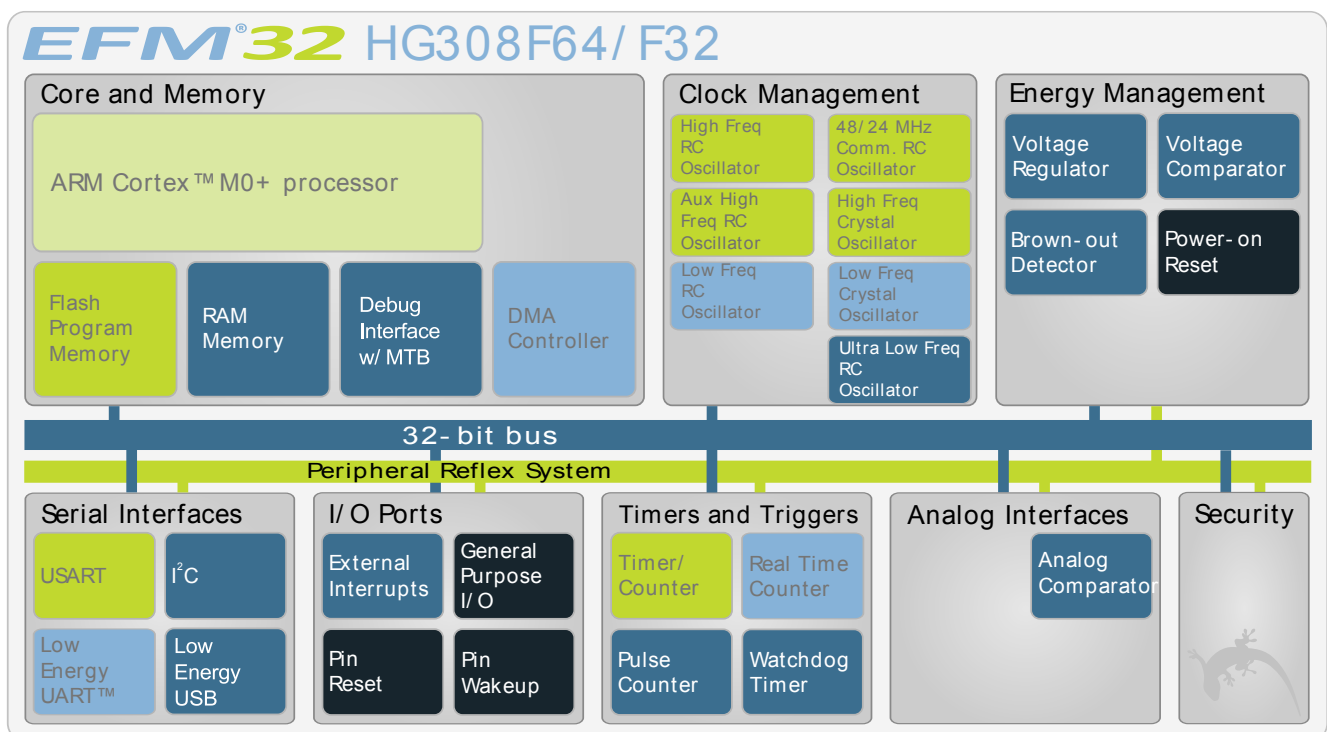 EFM®32 HG308F64/F32
Core and Memory
ARM Cortex™ M0+ processor
Flash
Program
Memory
RAM
Memory
Debug
Interface
w/ MTB
DMA
Controller
Clock Management
High Freq
RC
Oscillator
48/24 MHz
Comm. RC
Oscillator
Aux High
Freq RC
Oscillator
High Freq
Crystal
Oscillator
Low Freq
RC
Oscillator
Low Freq
Crystal
Oscillator
Ultra Low Freq
RC
Oscillator
Energy Management
Voltage
Regulator
Voltage
Comparator
Brown-out
Detector
Power-on
Reset
32-bit bus
Peripheral Reflex System
Serial Interfaces
USART
I²C
Low
Energy
UART™
Low
Energy
USB
I/O Ports
External
Interrupts
General
Purpose
I/O
Pin
Reset
Pin
Wakeup
Timers and Triggers
Timer/
Counter
Real Time
Counter
Pulse
Counter
Watchdog
Timer
Analog Interfaces
Analog
Comparator
Security